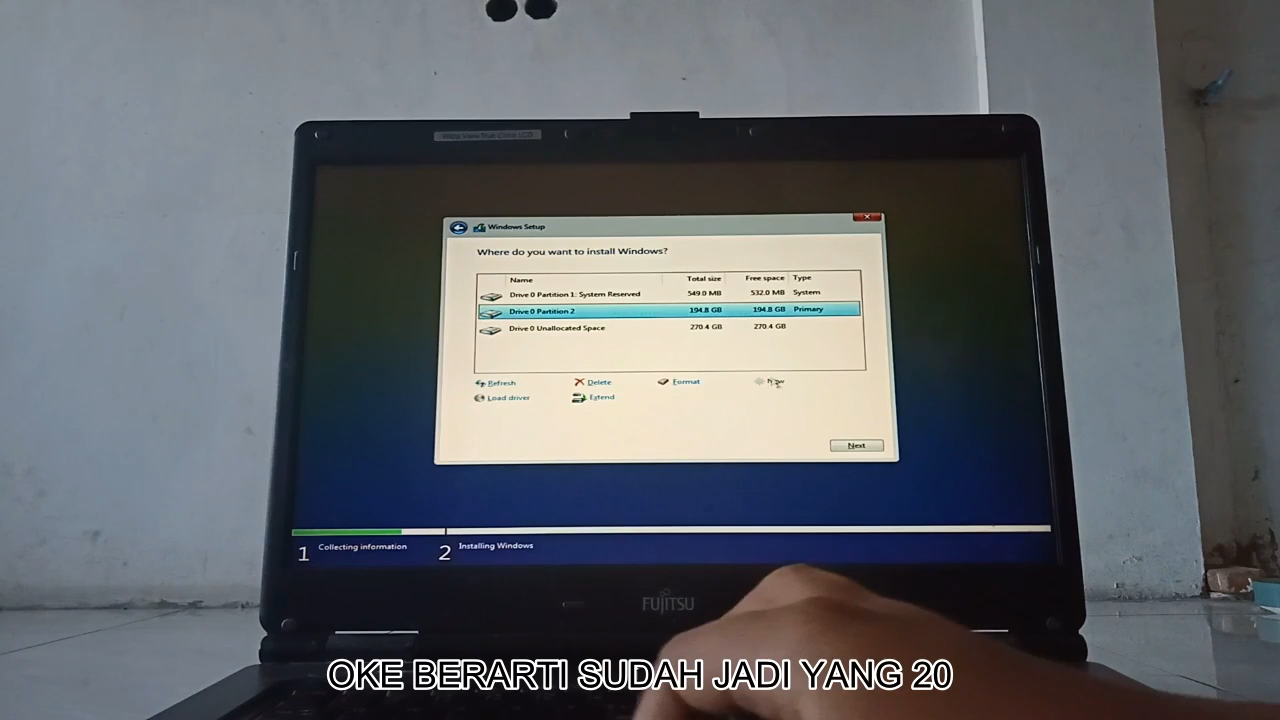 Windows Setup
Where do you want to install Windows?
Name Total size Free space Type
Drive 0 Partition 1: System Reserved 549.0 MB 532.0 MB System
Drive 0 Partition 2 194.8 GB 194.8 GB Primary
Drive 0 Unallocated Space 270.4 GB 270.4 GB
Refresh Delete Format New
Load driver Extend
Next
1 Collecting information 2 Installing Windows
FUJITSU
OKE BERARTI SUDAH JADI YANG 20